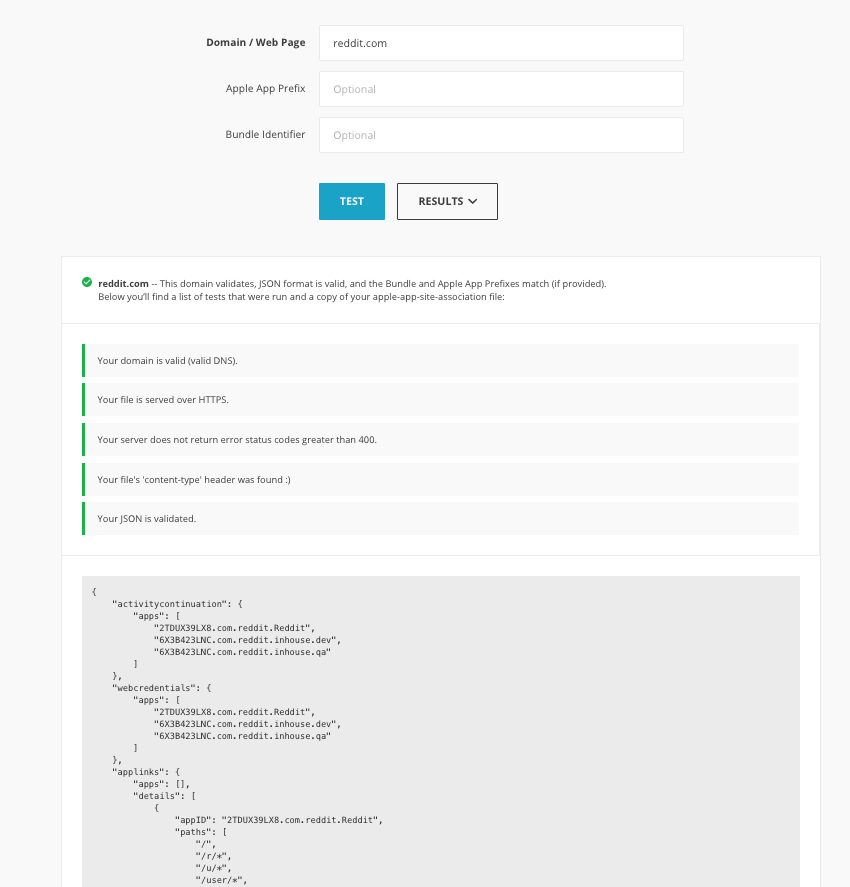 Domain / Web Page
reddit.com
Apple App Prefix
Optional
Bundle Identifier
Optional
TEST
RESULTS
reddit.com -- This domain validates, JSON format is valid, and the Bundle and Apple App Prefixes match (if provided).
Below you'll find a list of tests that were run and a copy of your apple-app-site-association file:
Your domain is valid (valid DNS).
Your file is served over HTTPS.
Your server does not return error status codes greater than 400.
Your file's 'content-type' header was found :)
Your JSON is validated.
{
    "activitycontinuation": {
        "apps": [
            "2TDUX39LX8.com.reddit.Reddit",
            "6X3B423LNC.com.reddit.inhouse.dev",
            "6X3B423LNC.com.reddit.inhouse.qa"
        ]
    },
    "webcredentials": {
        "apps": [
            "2TDUX39LX8.com.reddit.Reddit",
            "6X3B423LNC.com.reddit.inhouse.dev",
            "6X3B423LNC.com.reddit.inhouse.qa"
        ]
    },
    "applinks": {
        "apps": [],
        "details": [
            {
                "appID": "2TDUX39LX8.com.reddit.Reddit",
                "paths": [
                    "/",
                    "/r/*",
                    "/u/*",
                    "/user/*",